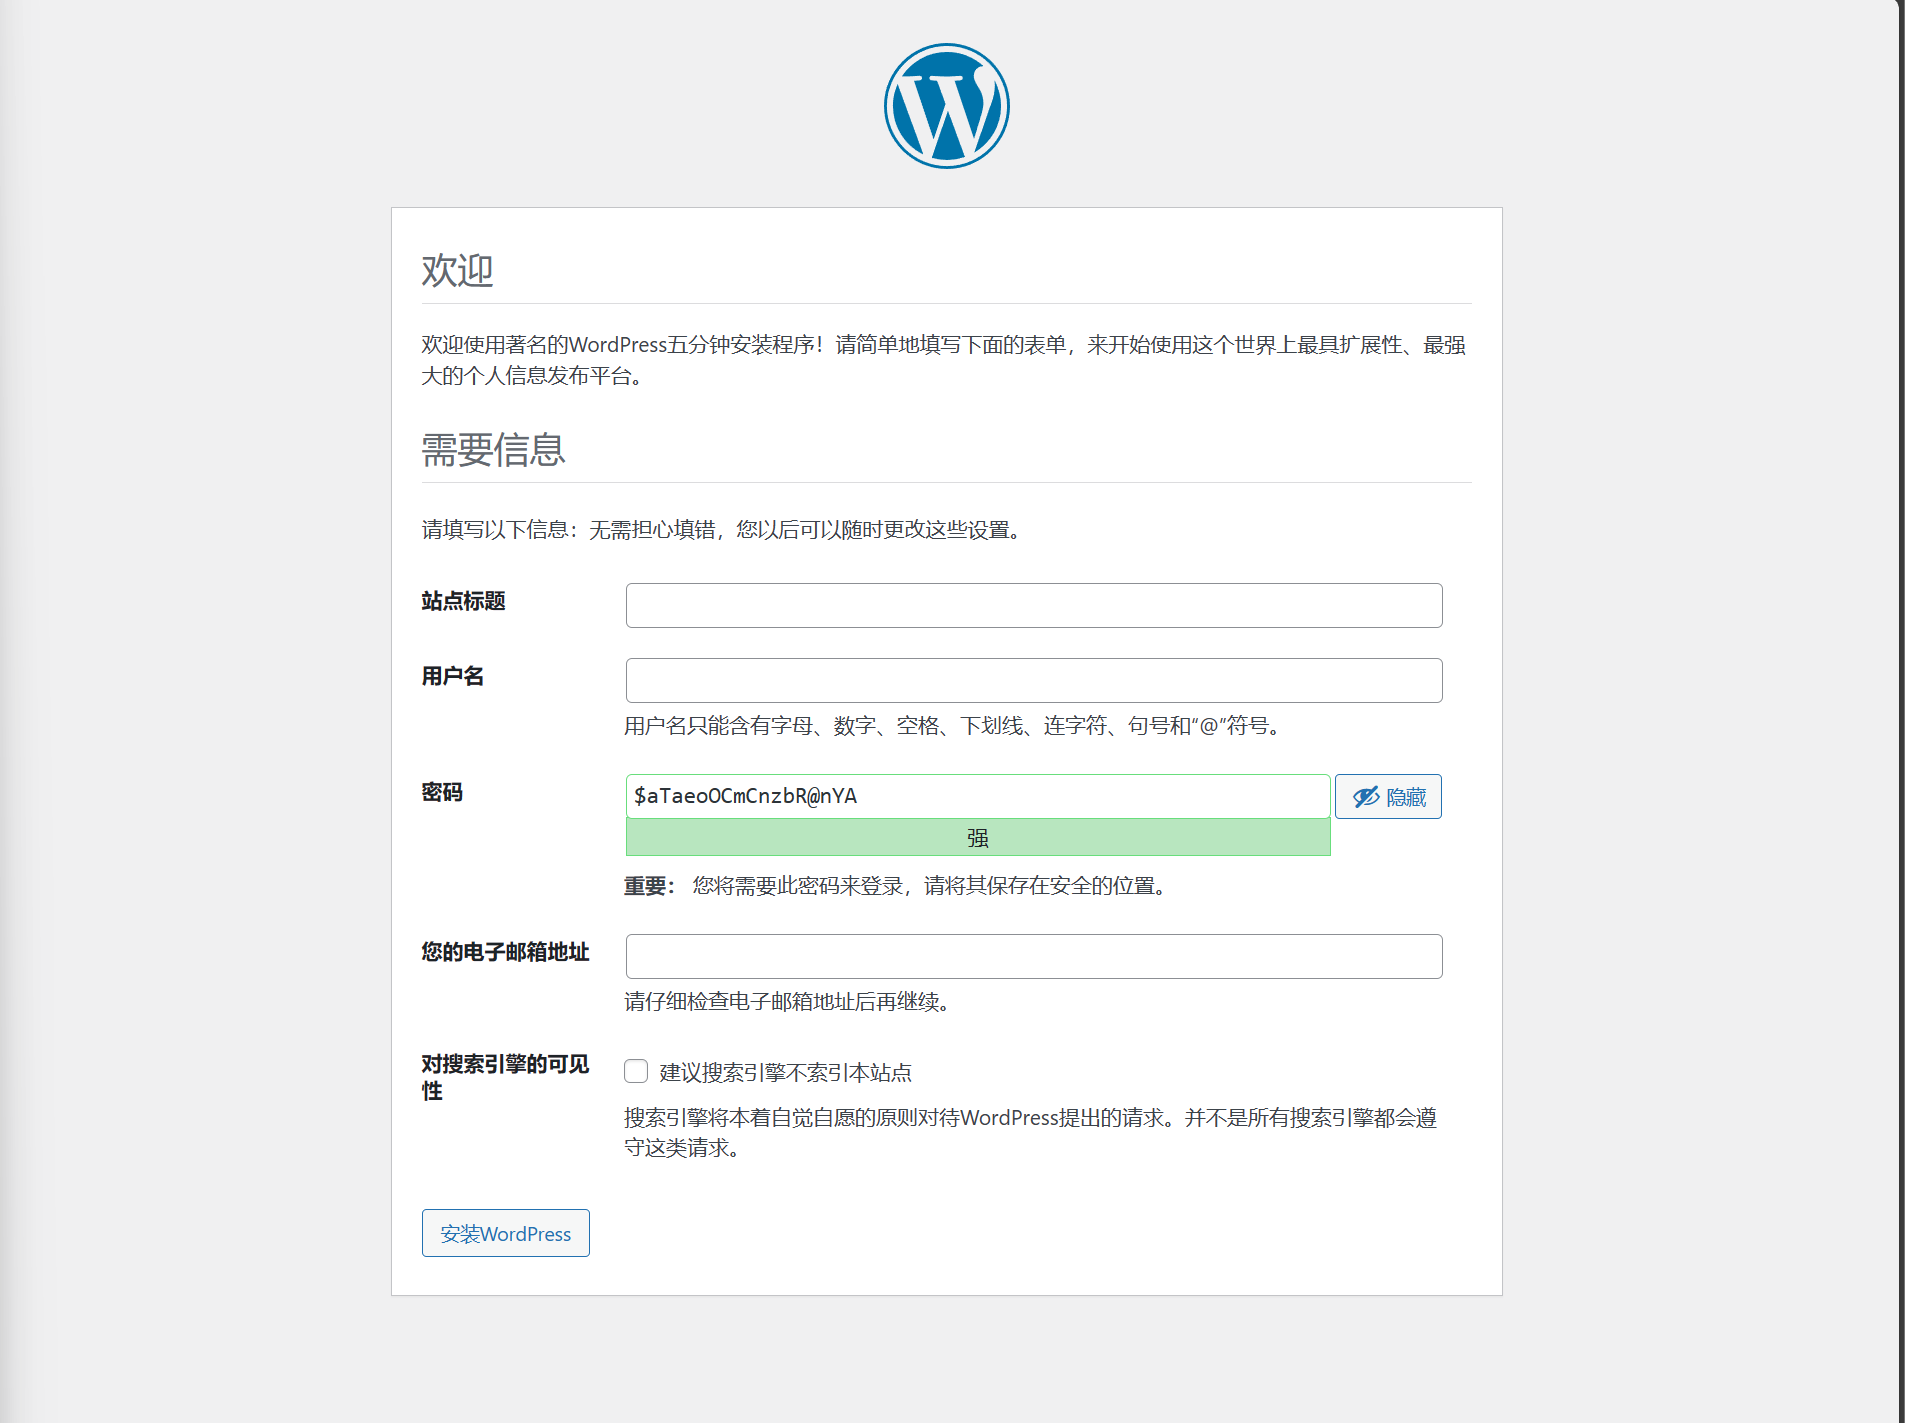 欢迎
欢迎使用著名的WordPress五分钟安装程序！请简单地填写下面的表单，来开始使用这个世界上最具扩展性、最强
大的个人信息发布平台。
需要信息
请填写以下信息：无需担心填错，您以后可以随时更改这些设置。
站点标题
用户名
用户名只能含有字母、数字、空格、下划线、连字符、句号和“@”符号。
密码
$aTaeoOCmCnzbR@nYA
隐藏
强
重要： 您将需要此密码来登录，请将其保存在安全的位置。
您的电子邮箱地址
请仔细检查电子邮箱地址后再继续。
对搜索引擎的可见
性
建议搜索引擎不索引本站点
搜索引擎将本着自觉自愿的原则对待WordPress提出的请求。并不是所有搜索引擎都会遵
守这类请求。
安装WordPress